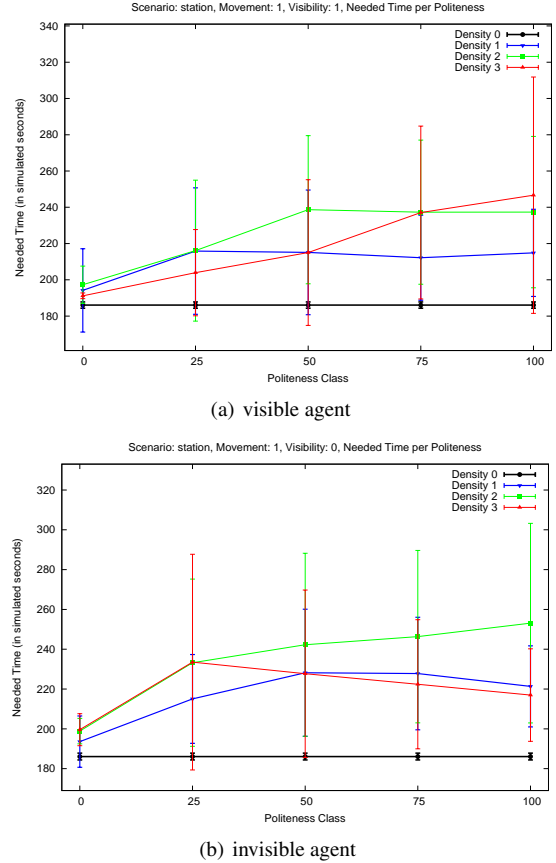 Scenario: station, Movement: 1, Visibility: 1, Needed Time per Politeness
340
320
300
280
260
240
220
200
180
Needed Time (in simulated seconds)
Density 0
Density 1
Density 2
Density 3
0 25 50 75 100
Politeness Class
(a) visible agent
Scenario: station, Movement: 1, Visibility: 0, Needed Time per Politeness
320
300
280
260
240
220
200
180
Needed Time (in simulated seconds)
Density 0
Density 1
Density 2
Density 3
0 25 50 75 100
Politeness Class
(b) invisible agent